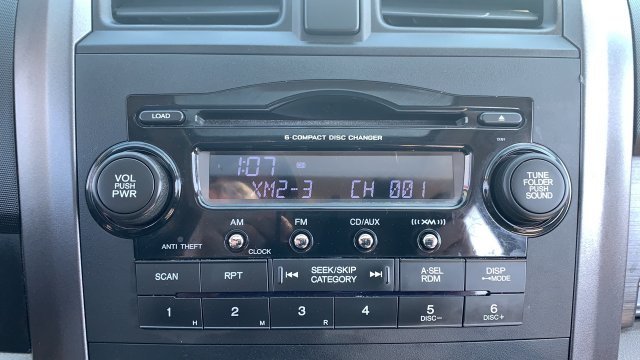 LOAD
6-COMPACT DISC CHANGER
1:07
XM2-3 CH 001
VOL PUSH PWR
TUNE FOLDER PUSH SOUND
AM FM CD/AUX ((XM))
ANTI THEFT CLOCK
SCAN RPT SEEK/SKIP CATEGORY A.SEL RDM DISP MODE
1 H 2 M 3 R 4 5 DISC− 6 DISC+